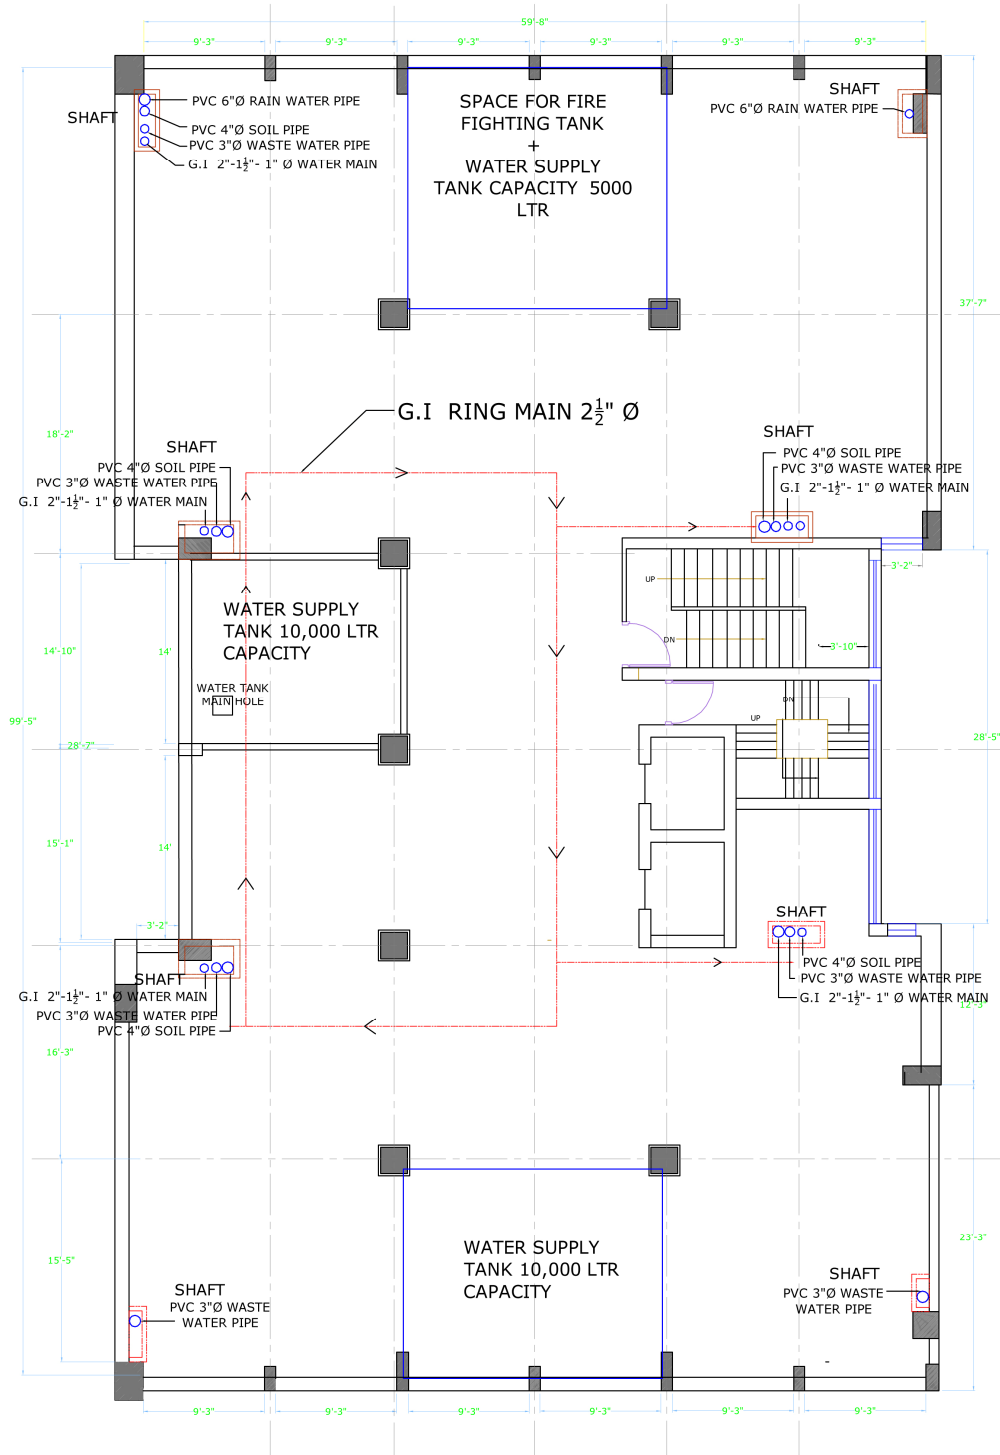 59'-8"
9'-3" 9'-3" 9'-3" 9'-3" 9'-3" 9'-3"
SHAFT
PVC 6"Ø RAIN WATER PIPE
PVC 4"Ø SOIL PIPE
PVC 3"Ø WASTE WATER PIPE
G.I 2"-1½"- 1" Ø WATER MAIN
SPACE FOR FIRE
FIGHTING TANK
+
WATER SUPPLY
TANK CAPACITY 5000
LTR
SHAFT
PVC 6"Ø RAIN WATER PIPE
37'-7"
G.I RING MAIN 2½" Ø
18'-2"
SHAFT
PVC 4"Ø SOIL PIPE
PVC 3"Ø WASTE WATER PIPE
G.I 2"-1½"- 1" Ø WATER MAIN
SHAFT
PVC 4"Ø SOIL PIPE
PVC 3"Ø WASTE WATER PIPE
G.I 2"-1½"- 1" Ø WATER MAIN
3'-2"
UP
DN
3'-10"
WATER SUPPLY
TANK 10,000 LTR
CAPACITY
14'-10"
14'
WATER TANK
MAIN HOLE
DN
UP
99'-5"
28'-7"
28'-5"
15'-1"
14'
3'-2"
SHAFT
G.I 2"-1½"- 1" Ø WATER MAIN
PVC 3"Ø WASTE WATER PIPE
PVC 4"Ø SOIL PIPE
SHAFT
PVC 4"Ø SOIL PIPE
PVC 3"Ø WASTE WATER PIPE
G.I 2"-1½"- 1" Ø WATER MAIN
12'-3"
16'-3"
15'-5"
23'-3"
WATER SUPPLY
TANK 10,000 LTR
CAPACITY
SHAFT
PVC 3"Ø WASTE
WATER PIPE
SHAFT
PVC 3"Ø WASTE
WATER PIPE
9'-3" 9'-3" 9'-3" 9'-3" 9'-3" 9'-3"